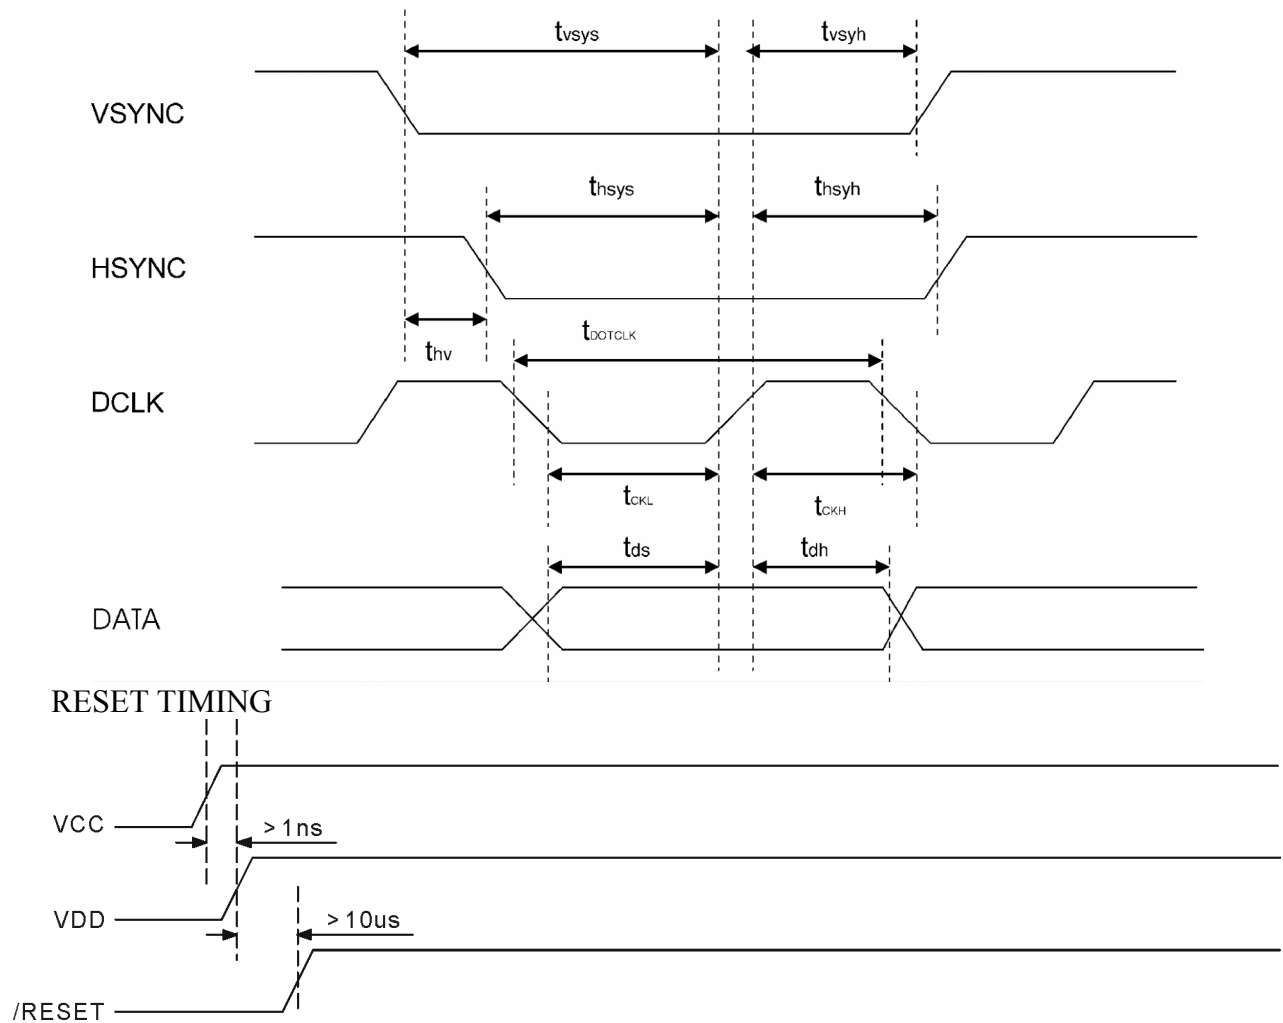 tvsys
tvsyh
VSYNC
thsys
thsyh
HSYNC
tDOTCLK
thv
DCLK
tCKL
tCKH
tds
tdh
DATA
RESET TIMING
VCC
>1ns
VDD
>10us
/RESET